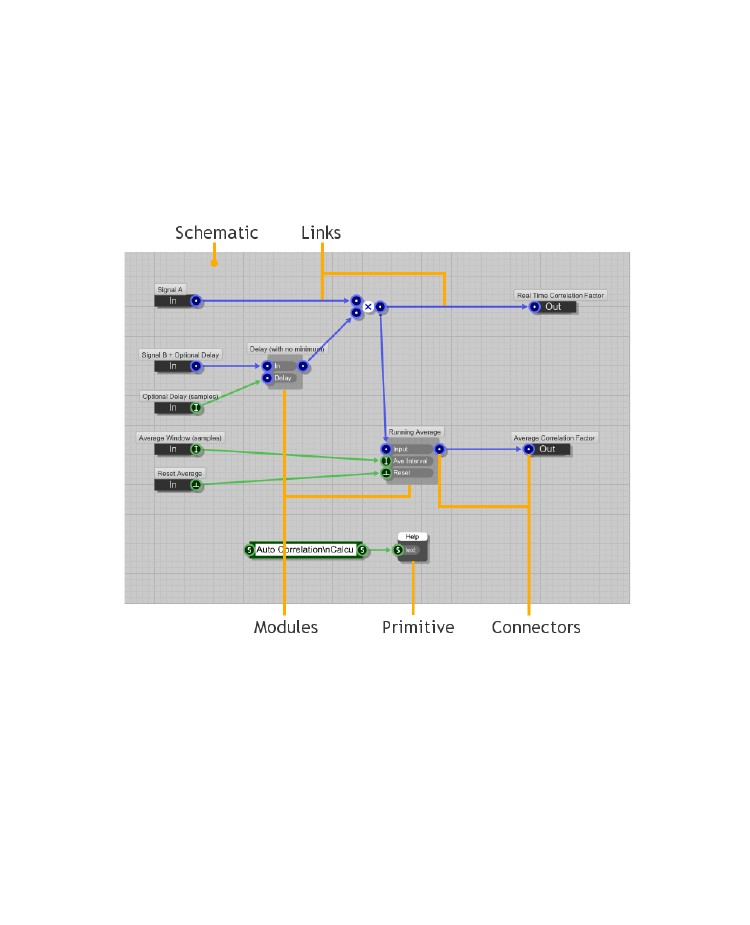 Schematic Links
Signal A
In
Real Time Correlation Factor
Out
Signal B + Optional Delay
In
Delay (with no minimum)
In
Delay
Optional Delay (samples)
In
Average Window (samples)
In
Running Average
Input
Ave Interval
Reset
Average Correlation Factor
Out
Reset Average
In
S Auto Correlation\nCalcu S
Help
S text
Modules Primitive Connectors